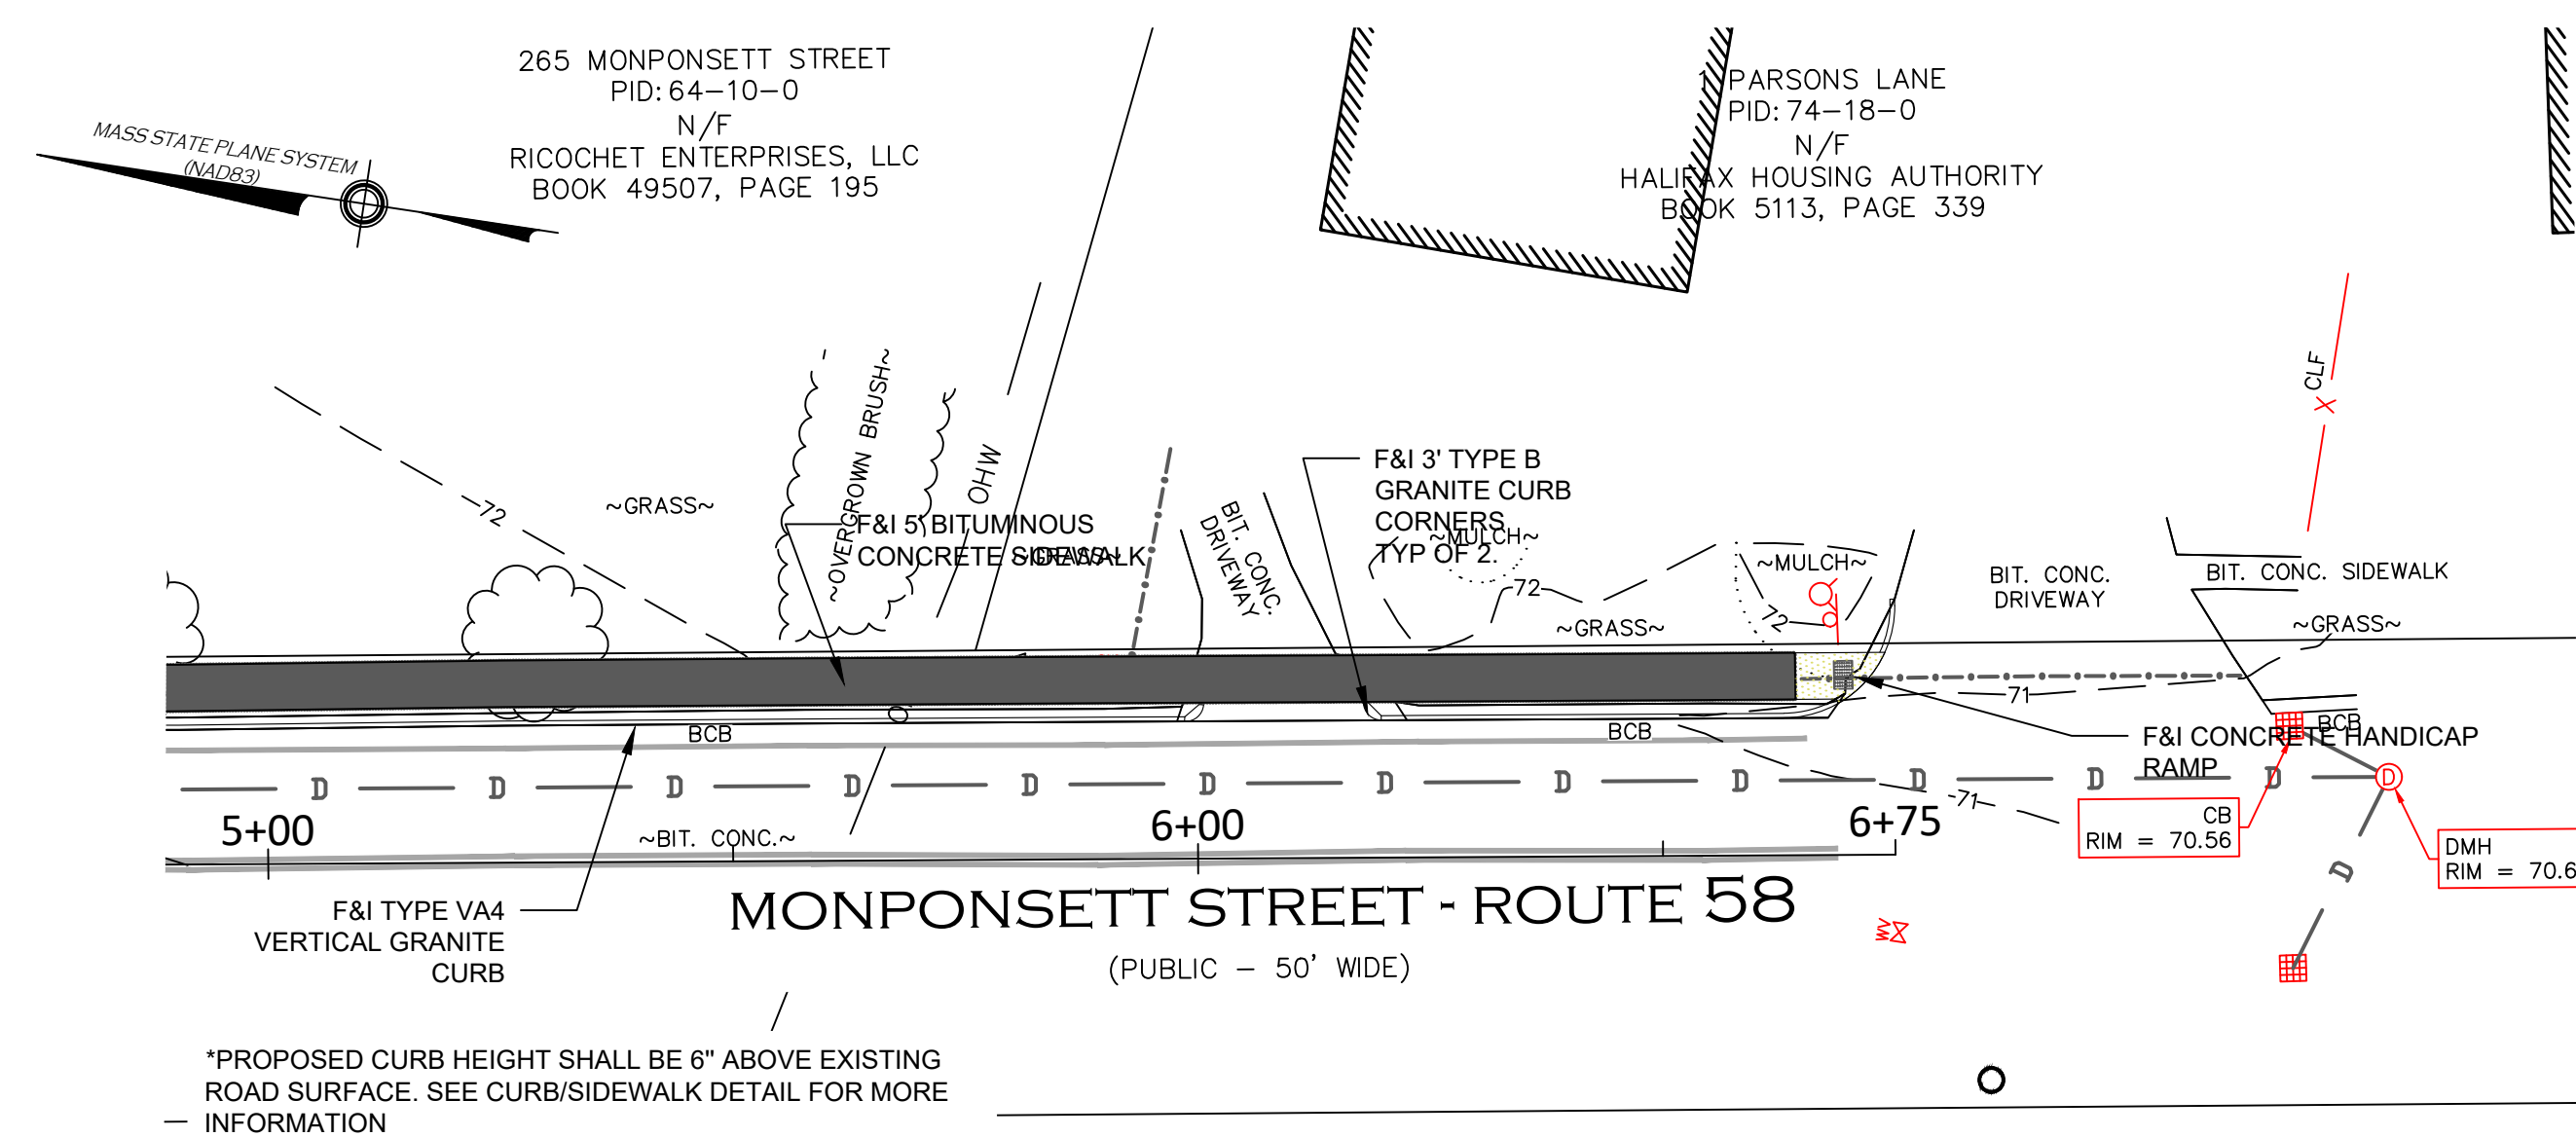 265 MONPONSETT STREET
PID: 64-10-0
N/F
RICOCHET ENTERPRISES, LLC
BOOK 49507, PAGE 195
1 PARSONS LANE
PID: 74-18-0
N/F
HALIFAX HOUSING AUTHORITY
BOOK 5113, PAGE 339
MASS STATE PLANE SYSTEM
(NAD83)
72
~GRASS~
~OVERGROWN BRUSH~
OHW
F&I 5' BITUMINOUS
CONCRETE SIDEWALK
~GRASS~
BIT. CONC.
DRIVEWAY
F&I 3' TYPE B
GRANITE CURB
CORNERS
TYP OF 2.
~MULCH~
72
~GRASS~
~MULCH~
72
BIT. CONC.
DRIVEWAY
CLF
X
BIT. CONC. SIDEWALK
~GRASS~
71
BCB
BCB
BCB
F&I CONCRETE HANDICAP
RAMP
D D D D D D D D D D D D
D
D
71
CB
RIM = 70.56
DMH
RIM = 70.6
5+00
6+00
6+75
~BIT. CONC.~
F&I TYPE VA4
VERTICAL GRANITE
CURB
MONPONSETT STREET - ROUTE 58
(PUBLIC - 50' WIDE)
*PROPOSED CURB HEIGHT SHALL BE 6" ABOVE EXISTING
ROAD SURFACE. SEE CURB/SIDEWALK DETAIL FOR MORE
INFORMATION